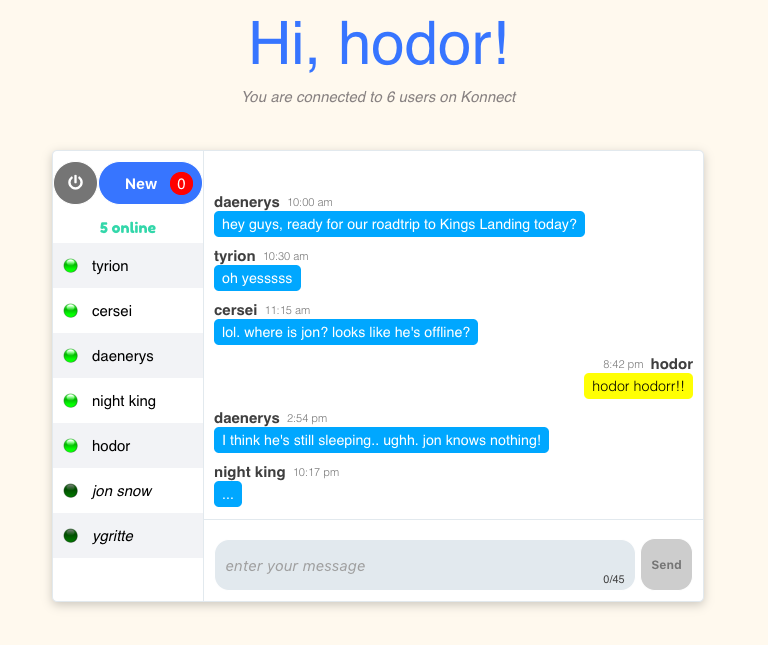 Hi, hodor!
You are connected to 6 users on Konnect
New 0
5 online
tyrion
cersei
daenerys
night king
hodor
jon snow
ygritte
daenerys 10:00 am
hey guys, ready for our roadtrip to Kings Landing today?
tyrion 10:30 am
oh yesssss
cersei 11:15 am
lol. where is jon? looks like he's offline?
8:42 pm hodor
hodor hodorr!!
daenerys 2:54 pm
I think he's still sleeping.. ughh. jon knows nothing!
night king 10:17 pm
...
enter your message
0/45
Send